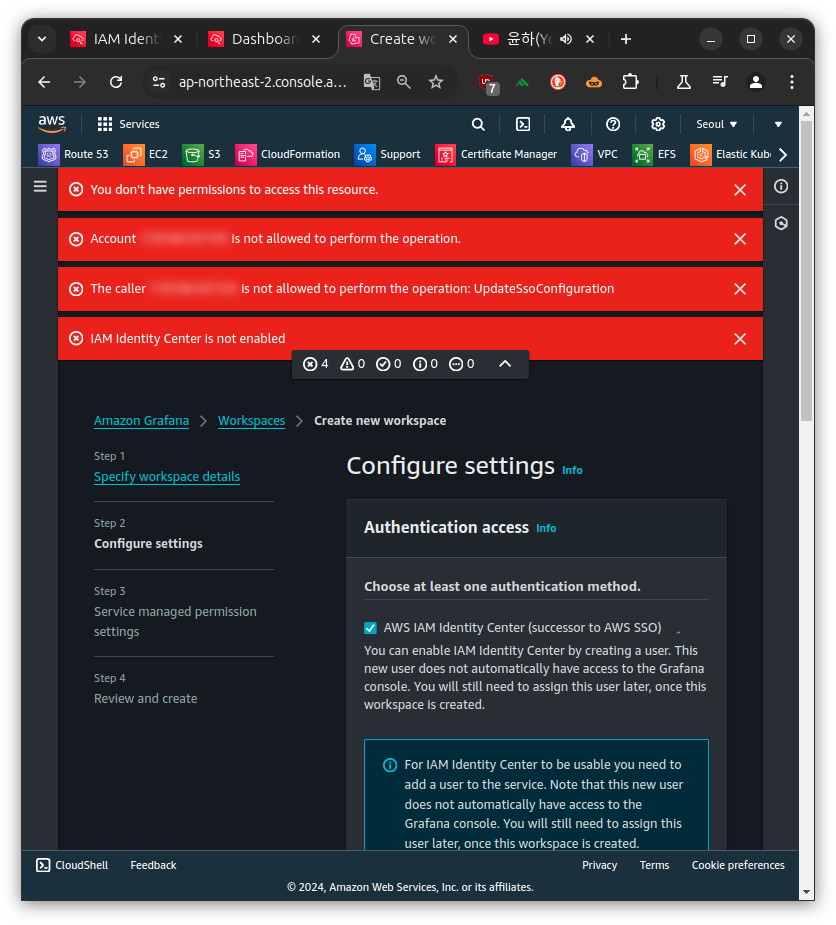 IAM Ident
Dashboar
Create wo
윤하(Yo
ap-northeast-2.console.a...
7
aws
Services
Seoul
Route 53
EC2
S3
CloudFormation
Support
Certificate Manager
VPC
EFS
Elastic Kub
You don't have permissions to access this resource.
Account is not allowed to perform the operation.
The caller is not allowed to perform the operation: UpdateSsoConfiguration
IAM Identity Center is not enabled
4 0 0 0 0
Amazon Grafana > Workspaces > Create new workspace
Step 1
Specify workspace details
Step 2
Configure settings
Step 3
Service managed permission
settings
Step 4
Review and create
Configure settings Info
Authentication access Info
Choose at least one authentication method.
AWS IAM Identity Center (successor to AWS SSO)
You can enable IAM Identity Center by creating a user. This
new user does not automatically have access to the Grafana
console. You will still need to assign this user later, once this
workspace is created.
For IAM Identity Center to be usable you need to
add a user to the service. Note that this new user
does not automatically have access to the
Grafana console. You will still need to assign this
user later, once this workspace is created.
CloudShell
Feedback
Privacy
Terms
Cookie preferences
© 2024, Amazon Web Services, Inc. or its affiliates.